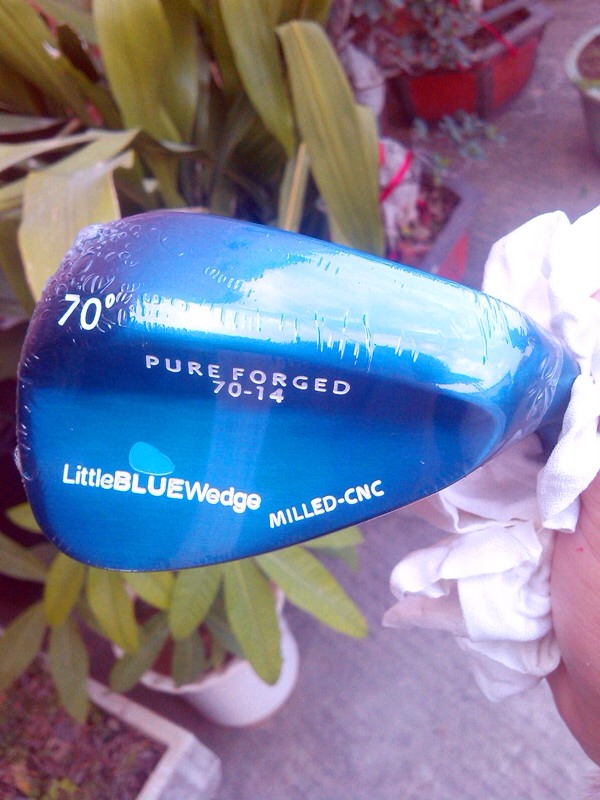 70°
PURE FORGED
70-14
LittleBLUEWedge
MILLED-CNC